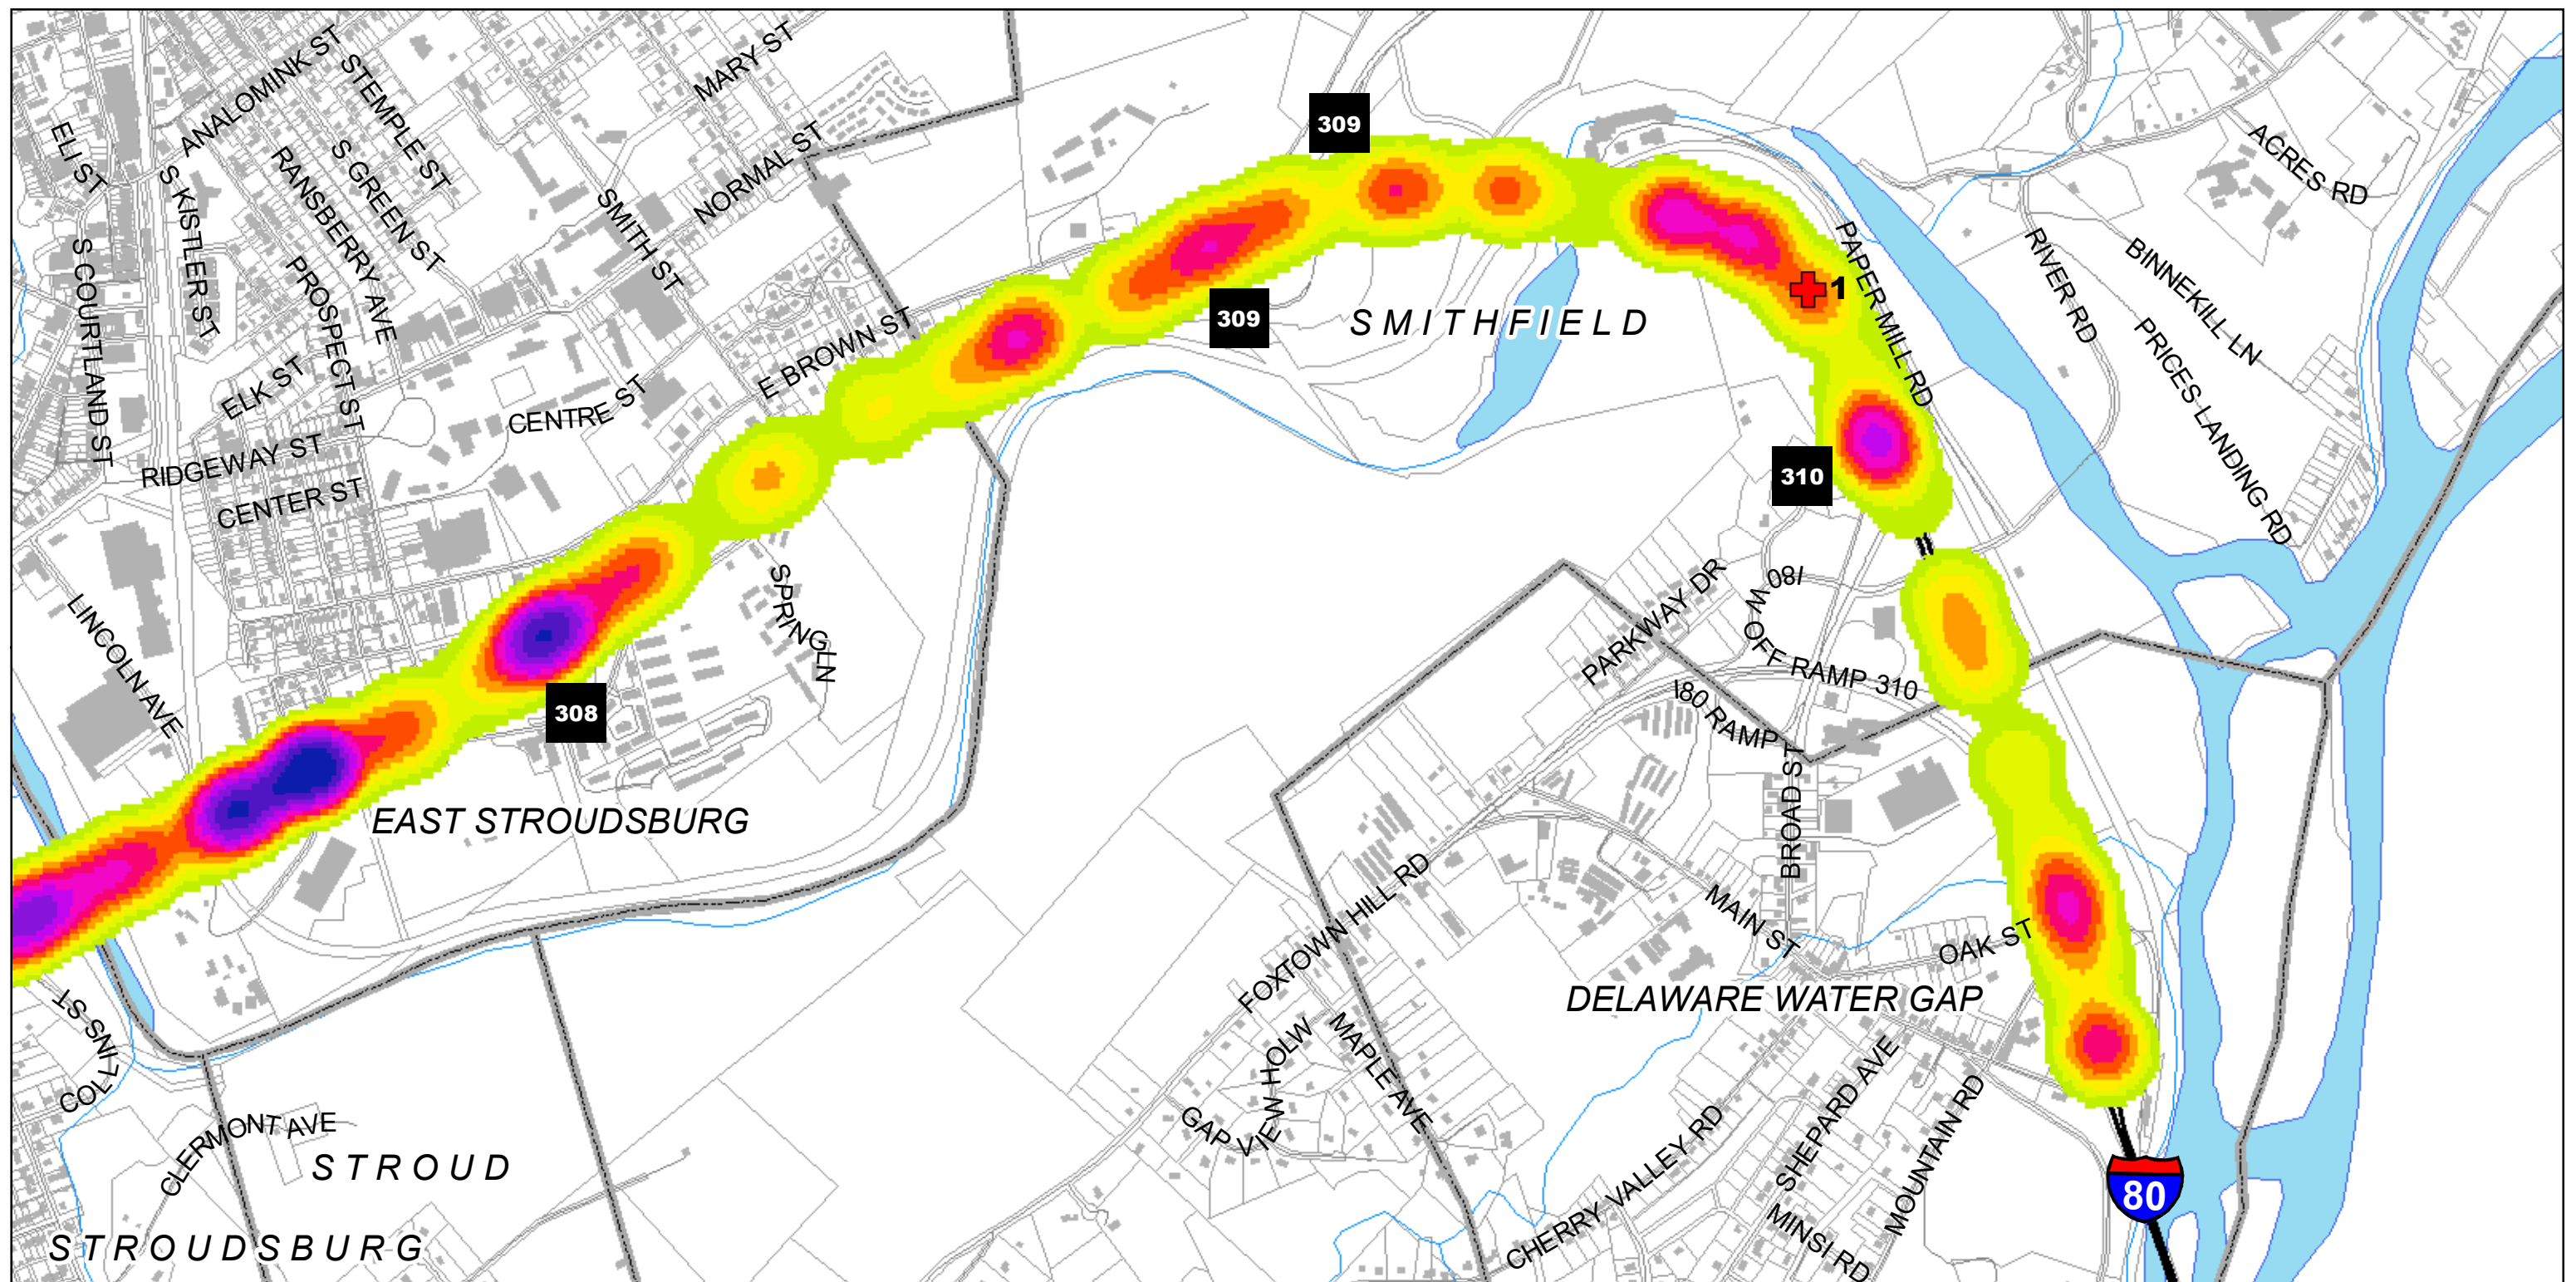 ANALOMINK ST
STEMPLE ST
MARY ST
ELI ST
S KISTLER ST
RANSBERRY AVE
S GREEN ST
SMITH ST
NORMAL ST
309
ACRES RD
S COURTLAND ST
PROSPECT ST
PAPER MILL RD
RIVER RD
BINNEKILL LN
1
309
SMITHFIELD
E BROWN ST
PRICES LANDING RD
ELK ST
CENTRE ST
RIDGEWAY ST
CENTER ST
310
LINCOLN AVE
SPRING LN
PARKWAY DR
I80 W OFF RAMP 310
I80 RAMP
308
BROAD ST
EAST STROUDSBURG
FOXTOWN HILL RD
MAIN ST
OAK ST
DELAWARE WATER GAP
COLLINS ST
GAP VIEW HOLW
MAPLE AVE
SHEPARD AVE
MOUNTAIN RD
CLERMONT AVE
STROUD
CHERRY VALLEY RD
80
MINSI RD
STROUDSBURG